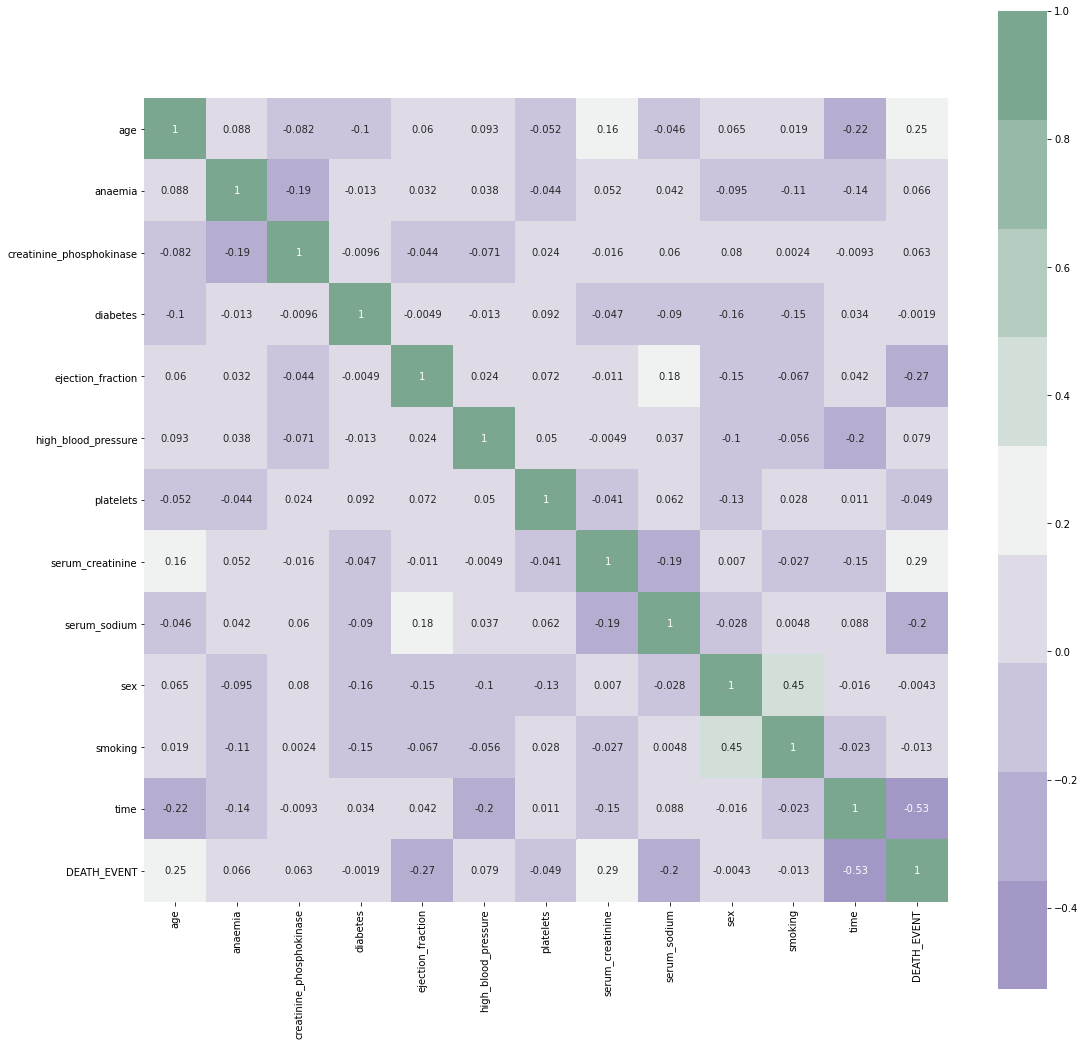 age 1 0.088 -0.082 -0.1 0.06 0.093 -0.052 0.16 -0.046 0.065 0.019 -0.22 0.25
anaemia 0.088 1 -0.19 -0.013 0.032 0.038 -0.044 0.052 0.042 -0.095 -0.11 -0.14 0.066
creatinine_phosphokinase -0.082 -0.19 1 -0.0096 -0.044 -0.071 0.024 -0.016 0.06 0.08 0.0024 -0.0093 0.063
diabetes -0.1 -0.013 -0.0096 1 -0.0049 -0.013 0.092 -0.047 -0.09 -0.16 -0.15 0.034 -0.0019
ejection_fraction 0.06 0.032 -0.044 -0.0049 1 0.024 0.072 -0.011 0.18 -0.15 -0.067 0.042 -0.27
high_blood_pressure 0.093 0.038 -0.071 -0.013 0.024 1 0.05 -0.0049 0.037 -0.1 -0.056 -0.2 0.079
platelets -0.052 -0.044 0.024 0.092 0.072 0.05 1 -0.041 0.062 -0.13 0.028 0.011 -0.049
serum_creatinine 0.16 0.052 -0.016 -0.047 -0.011 -0.0049 -0.041 1 -0.19 0.007 -0.027 -0.15 0.29
serum_sodium -0.046 0.042 0.06 -0.09 0.18 0.037 0.062 -0.19 1 -0.028 0.0048 0.088 -0.2
sex 0.065 -0.095 0.08 -0.16 -0.15 -0.1 -0.13 0.007 -0.028 1 0.45 -0.016 -0.0043
smoking 0.019 -0.11 0.0024 -0.15 -0.067 -0.056 0.028 -0.027 0.0048 0.45 1 -0.023 -0.013
time -0.22 -0.14 -0.0093 0.034 0.042 -0.2 0.011 -0.15 0.088 -0.016 -0.023 1 -0.53
DEATH_EVENT 0.25 0.066 0.063 -0.0019 -0.27 0.079 -0.049 0.29 -0.2 -0.0043 -0.013 -0.53 1
age
anaemia
creatinine_phosphokinase
diabetes
ejection_fraction
high_blood_pressure
platelets
serum_creatinine
serum_sodium
sex
smoking
time
DEATH_EVENT
1.0
0.8
0.6
0.4
0.2
0.0
−0.2
−0.4